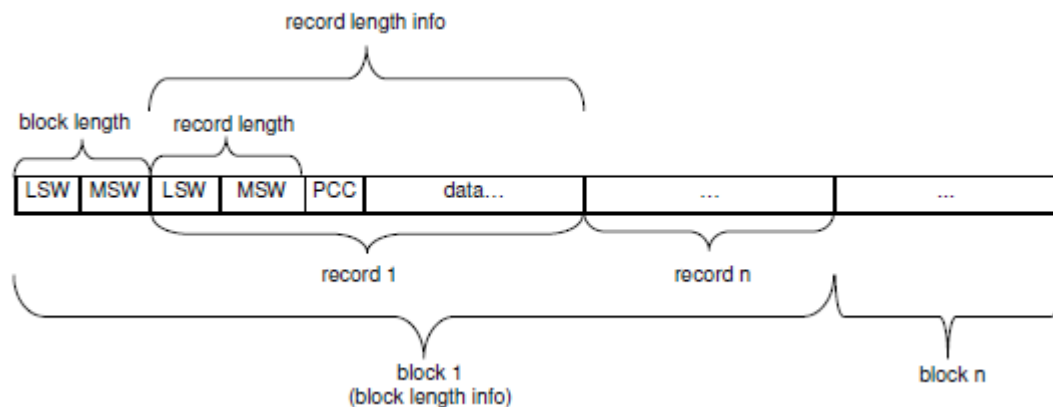 record length info
block length
record length
LSW MSW LSW MSW PCC data... ... ...
record 1
record n
block 1
(block length info)
block n